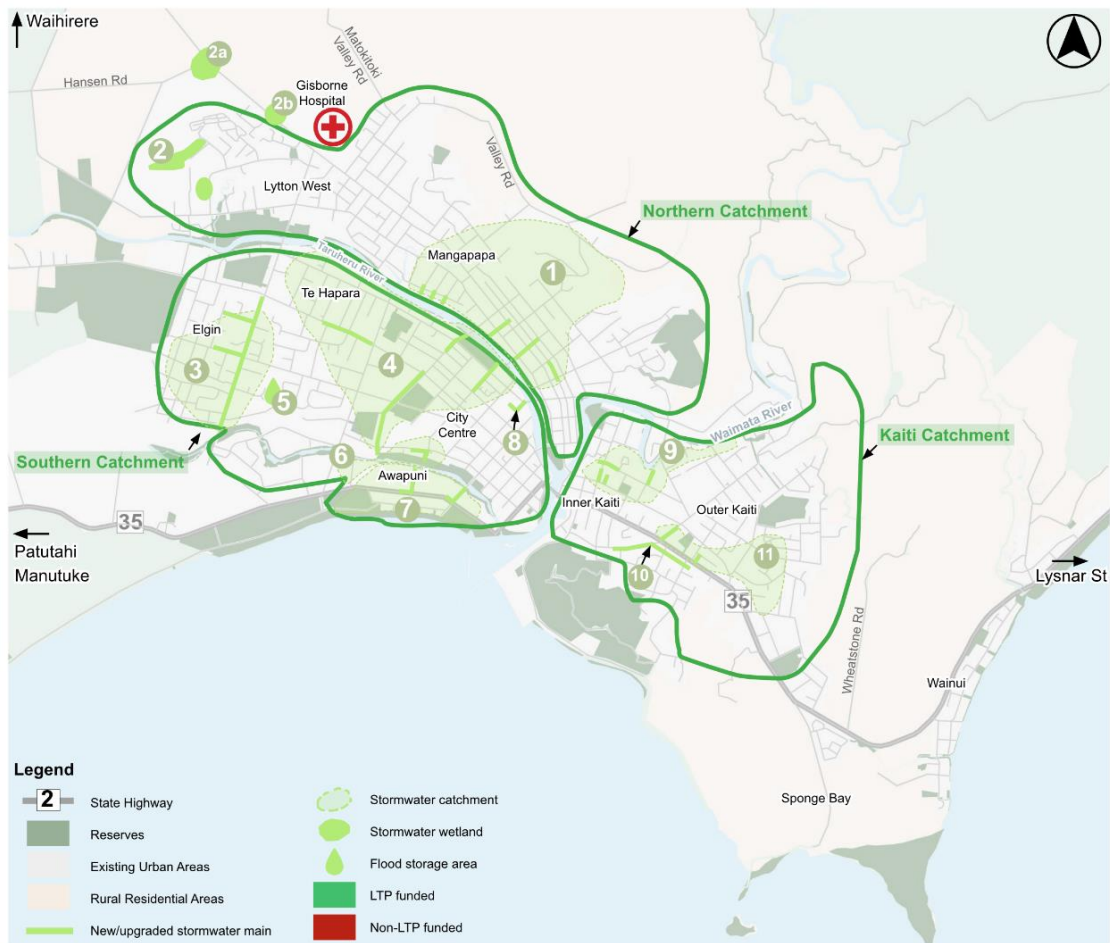 Waihirere
2a
Matokitoki
Valley Rd
Hansen Rd
Gisborne
Hospital
2b
2
Valley Rd
Lytton West
Northern Catchment
Mangapapa
Taruheru River
1
Te Hapara
Elgin
3
4
5
City
Centre
8
Waimata River
Kaiti Catchment
Southern Catchment
6
9
Awapuni
7
Inner Kaiti
Outer Kaiti
35
Patutahi
Manutuke
10
11
35
Lysnar St
Wheatstone Rd
Wainui
Sponge Bay
Legend
2
State Highway
Reserves
Existing Urban Areas
Rural Residential Areas
New/upgraded stormwater main
Stormwater catchment
Stormwater wetland
Flood storage area
LTP funded
Non-LTP funded